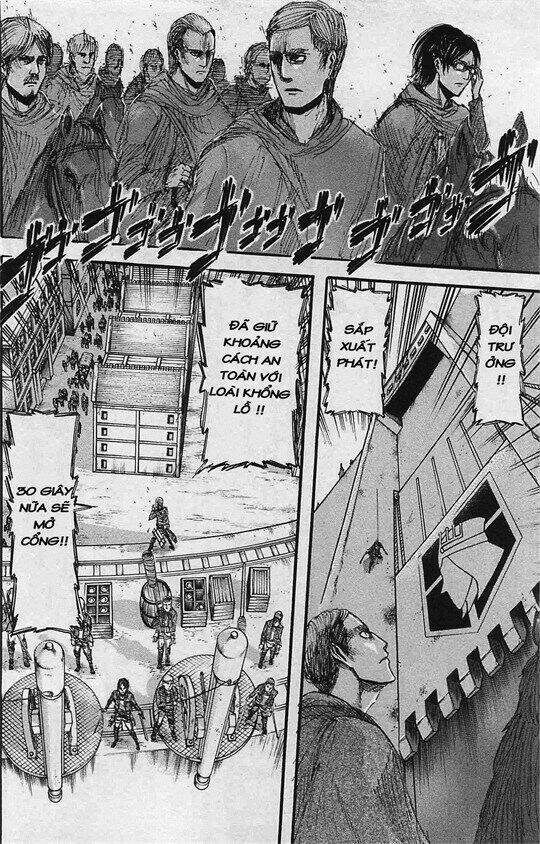 ĐỘI
TRƯ
ỞNG
!!
SẮP
XUẤT
PHÁT!
ĐÃ GIỮ
KHOẢNG
CÁCH AN
TOÀN VỚI
LOÀI KHỔNG
LỒ !!
30 GIÂY
NỮA SẼ
MỞ
CỔNG!!